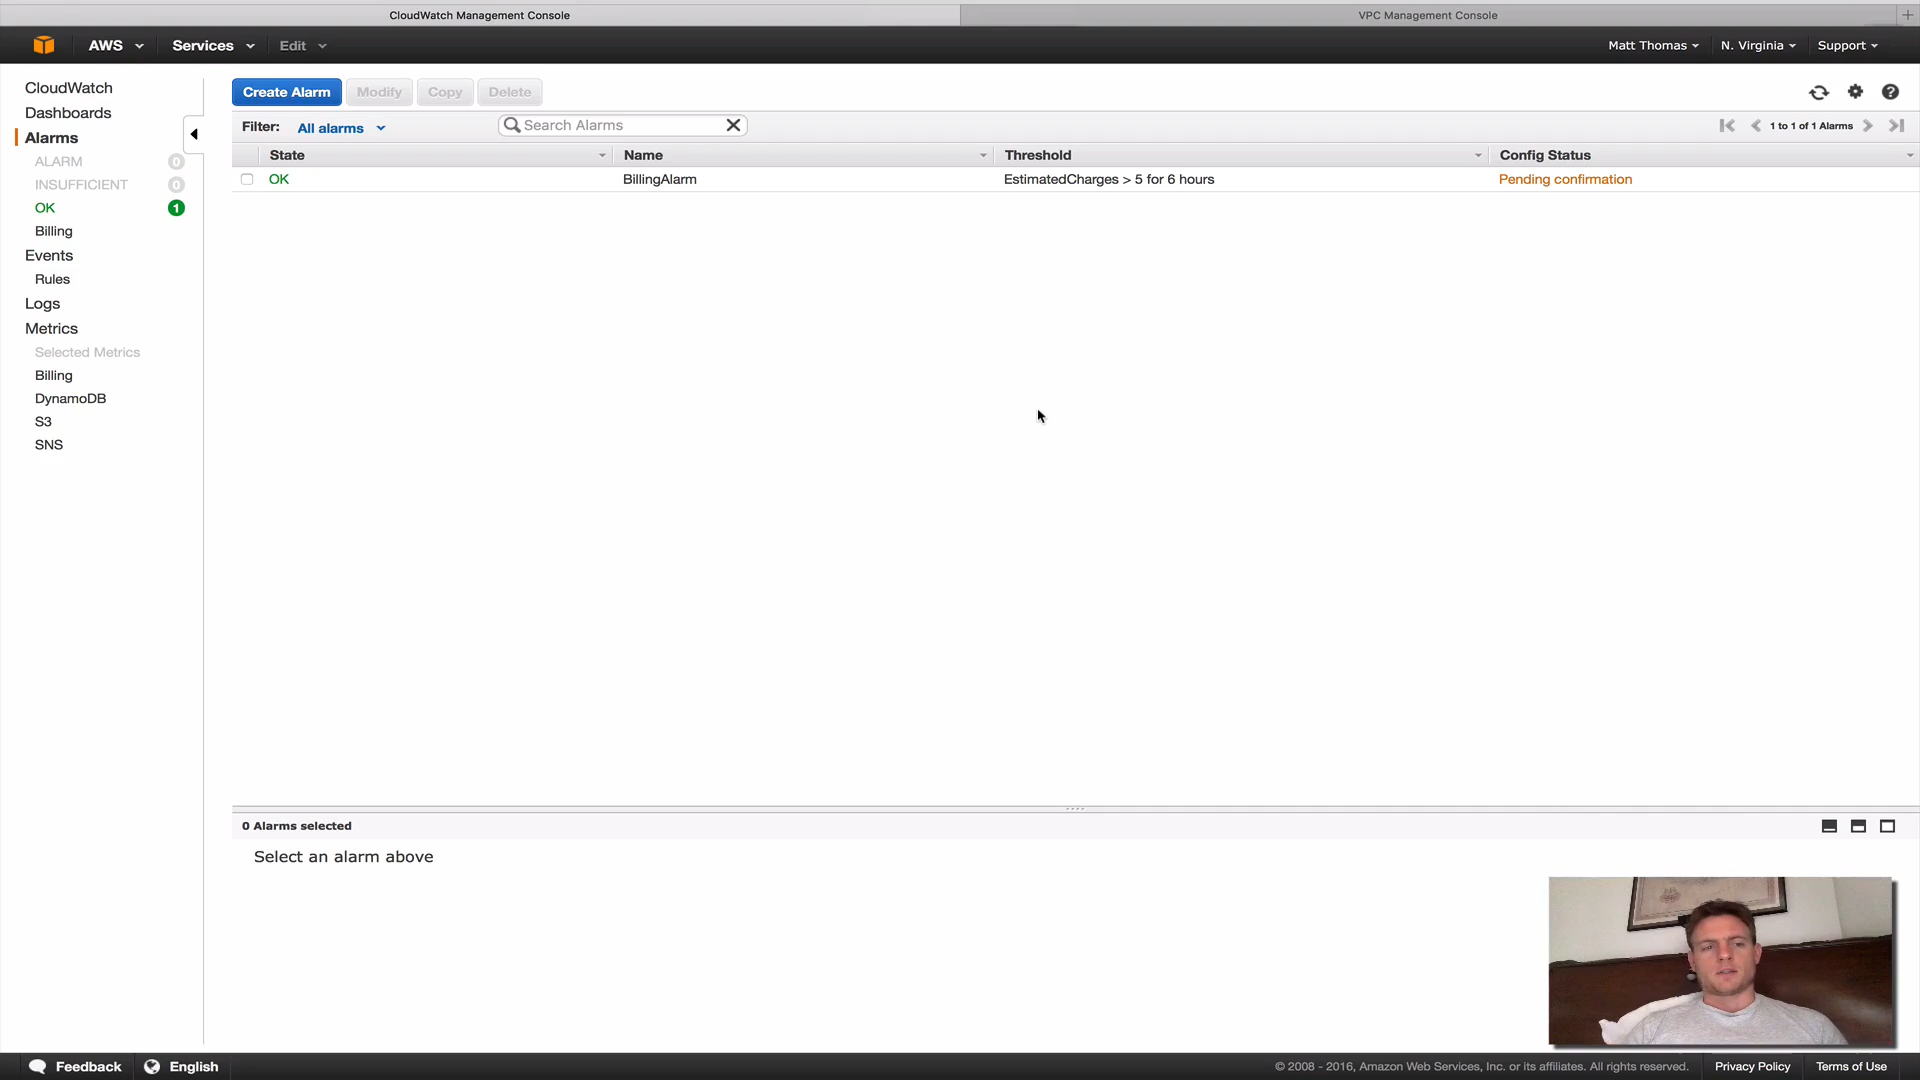 CloudWatch Management Console
VPC Management Console
AWS
Services
Edit
Matt Thomas
N. Virginia
Support
CloudWatch
Dashboards
Alarms
ALARM 0
INSUFFICIENT 0
OK 1
Billing
Events
Rules
Logs
Metrics
Selected Metrics
Billing
DynamoDB
S3
SNS
Create Alarm
Modify
Copy
Delete
Filter: All alarms
Search Alarms
1 to 1 of 1 Alarms
State Name Threshold Config Status
OK BillingAlarm EstimatedCharges > 5 for 6 hours Pending confirmation
0 Alarms selected
Select an alarm above
Feedback
English
© 2008 - 2016, Amazon Web Services, Inc. or its affiliates. All rights reserved.
Privacy Policy
Terms of Use